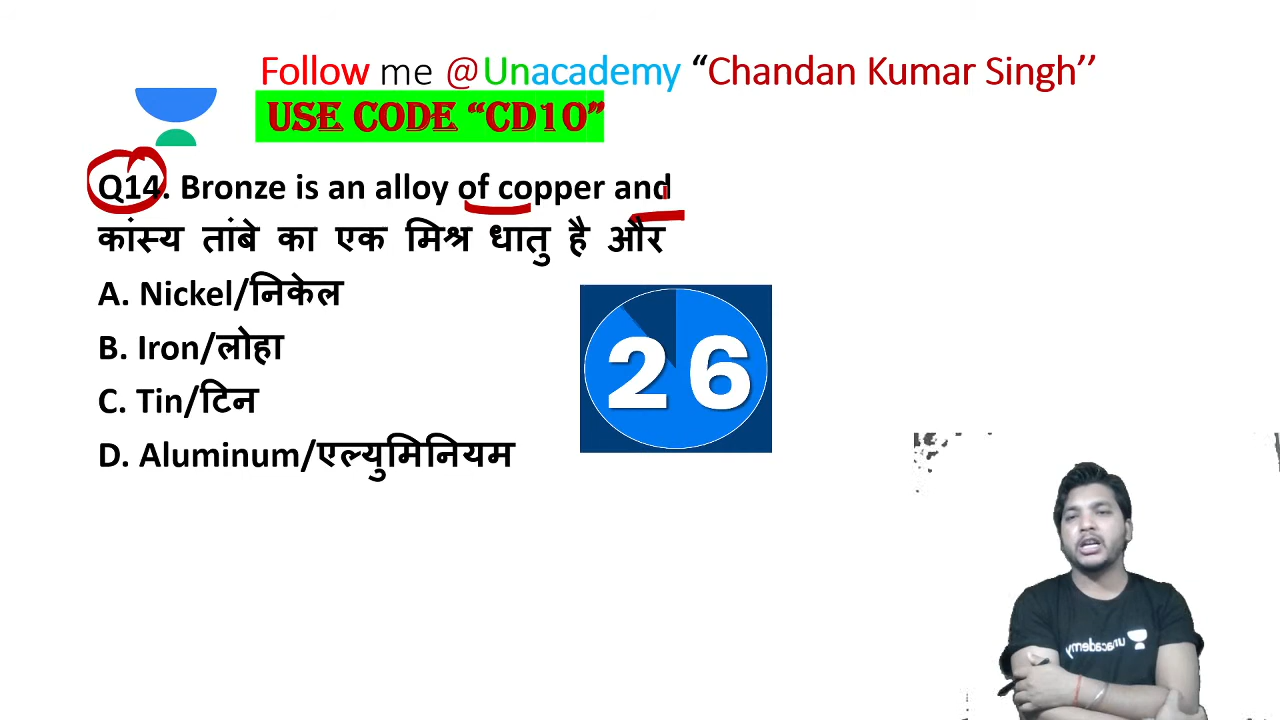 Follow me @Unacademy “Chandan Kumar Singh’’
USE CODE “CD10”
Q14. Bronze is an alloy of copper and
कांस्य तांबे का एक मिश्र धातु है और
A. Nickel/निकेल
B. Iron/लोहा
C. Tin/टिन
D. Aluminum/एल्युमिनियम
26
unacademy